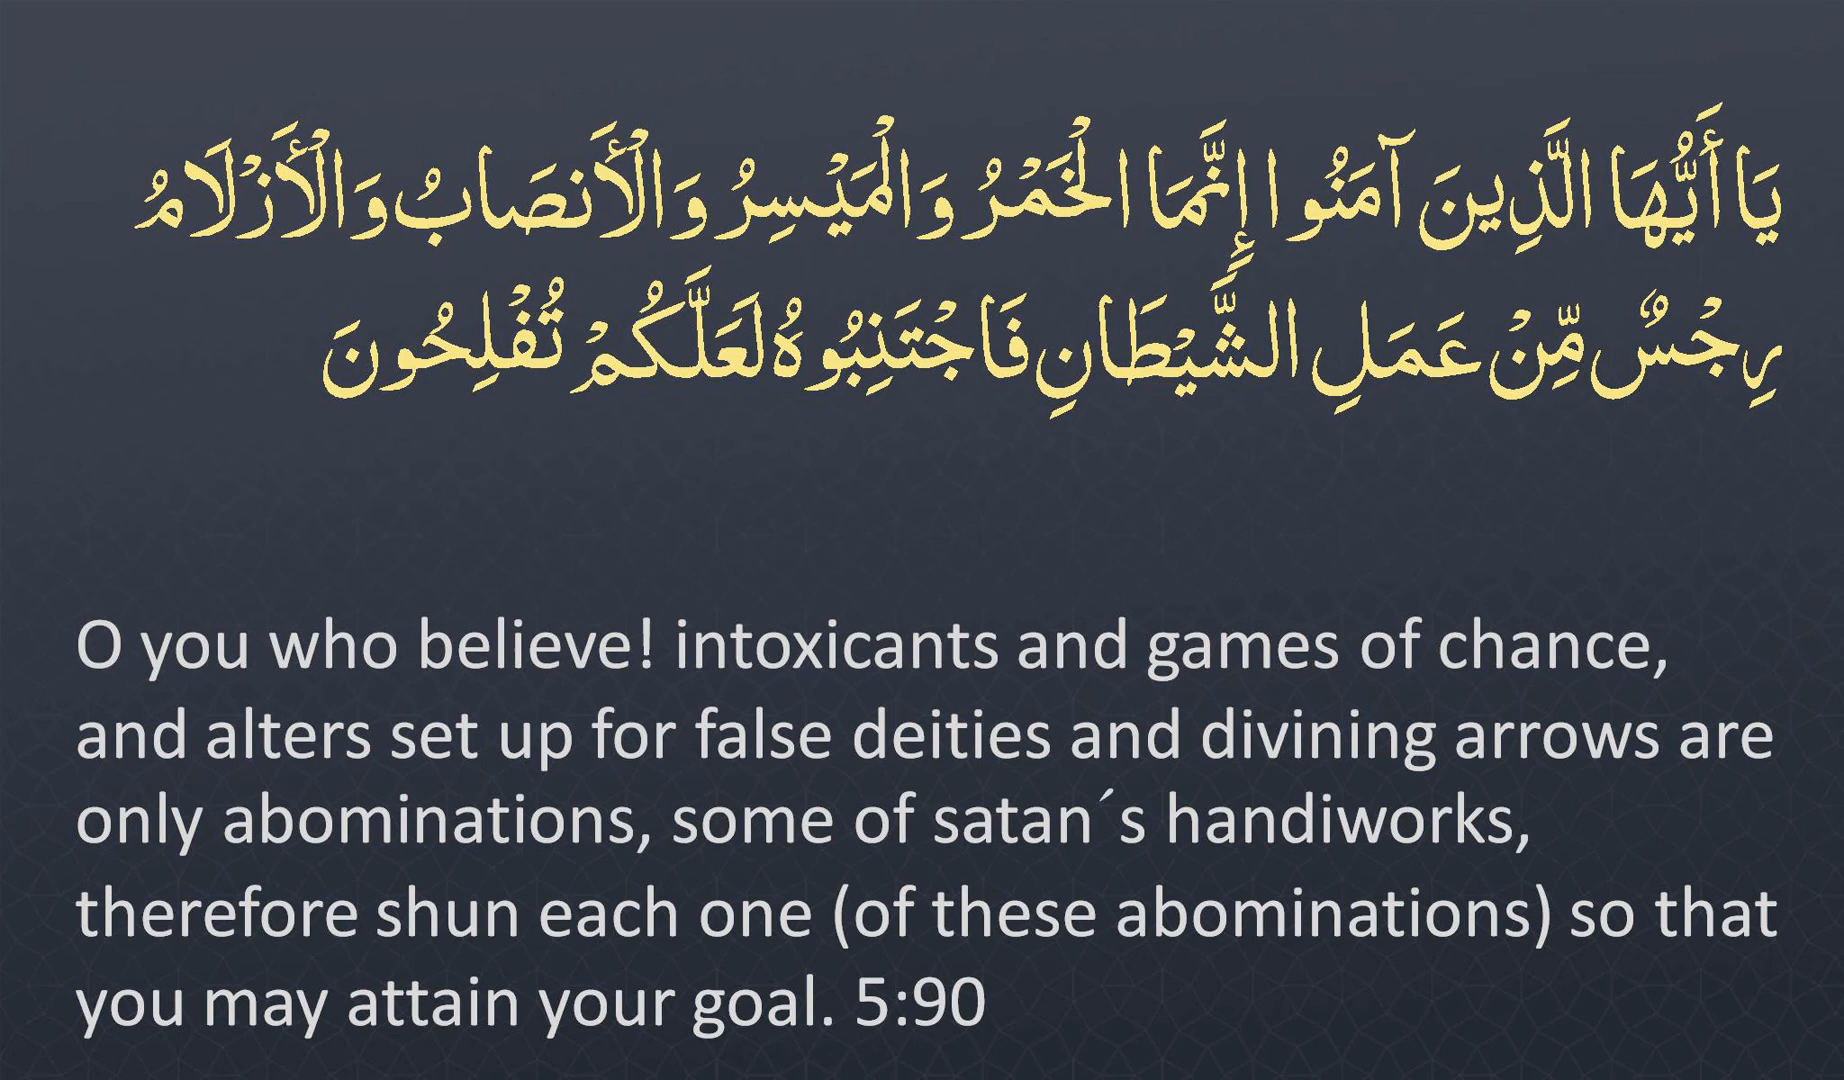 يَا أَيُّهَا الَّذِينَ آمَنُوا إِنَّمَا الْخَمْرُ وَالْمَيْسِرُ وَالْأَنصَابُ وَالْأَزْلَامُ
رِجْسٌ مِّنْ عَمَلِ الشَّيْطَانِ فَاجْتَنِبُوهُ لَعَلَّكُمْ تُفْلِحُونَ
O you who believe! intoxicants and games of chance,
and alters set up for false deities and divining arrows are
only abominations, some of satan´s handiworks,
therefore shun each one (of these abominations) so that
you may attain your goal. 5:90